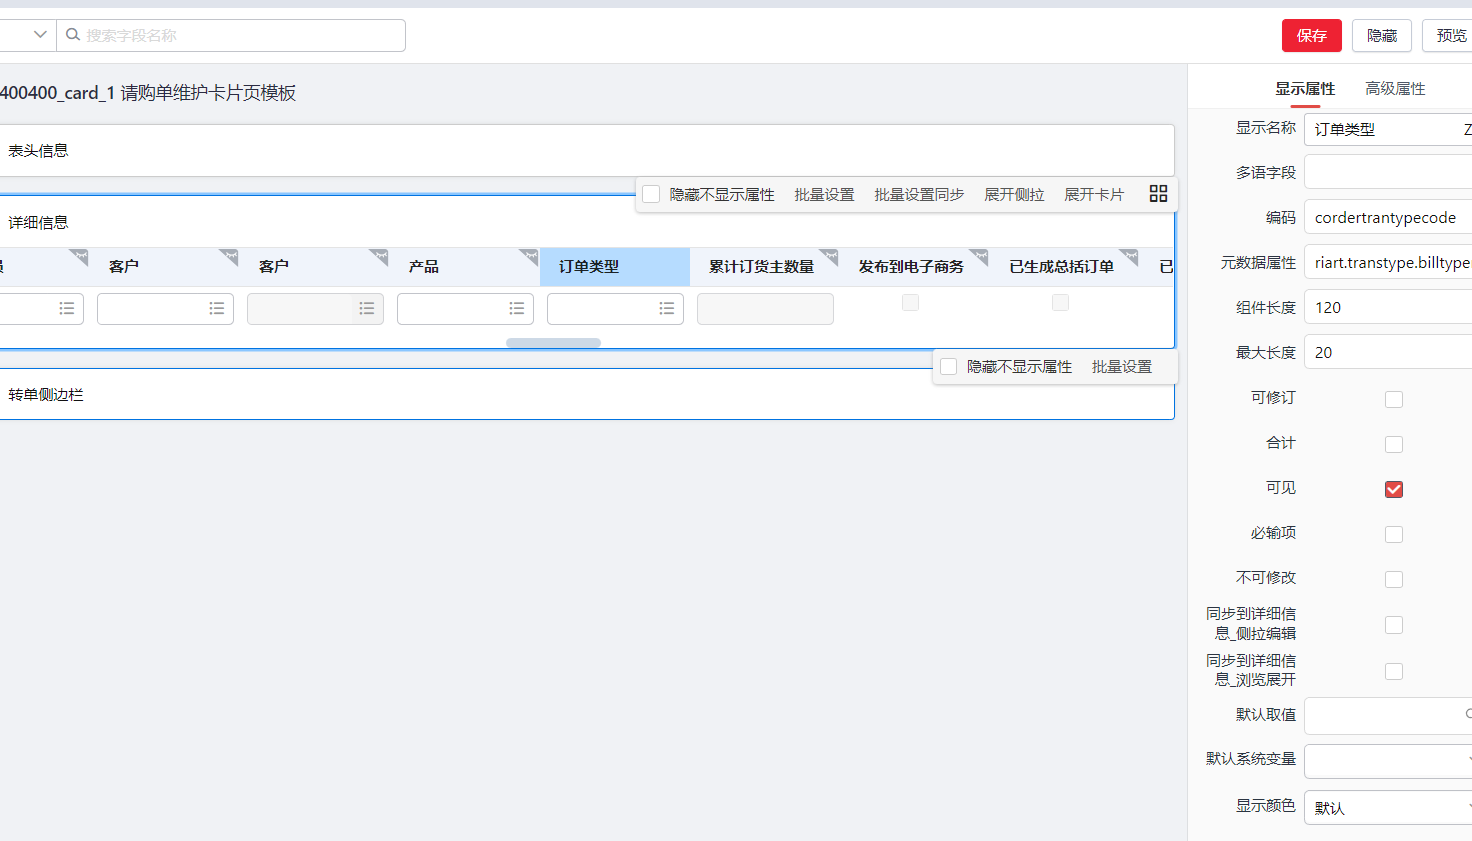 搜索字段名称
保存
隐藏
预览
400400_card_1 请购单维护卡片页模板
显示属性
高级属性
表头信息
隐藏不显示属性
批量设置
批量设置同步
展开侧拉
展开卡片
详细信息
客户
客户
产品
订单类型
累计订货主数量
发布到电子商务
已生成总括订单
已
隐藏不显示属性
批量设置
转单侧边栏
显示名称
订单类型
多语字段
编码
cordertrantypecode
元数据属性
riart.transtype.billtype
组件长度
120
最大长度
20
可修订
合计
可见
必输项
不可修改
同步到详细信
息_侧拉编辑
同步到详细信
息_浏览展开
默认取值
默认系统变量
显示颜色
默认